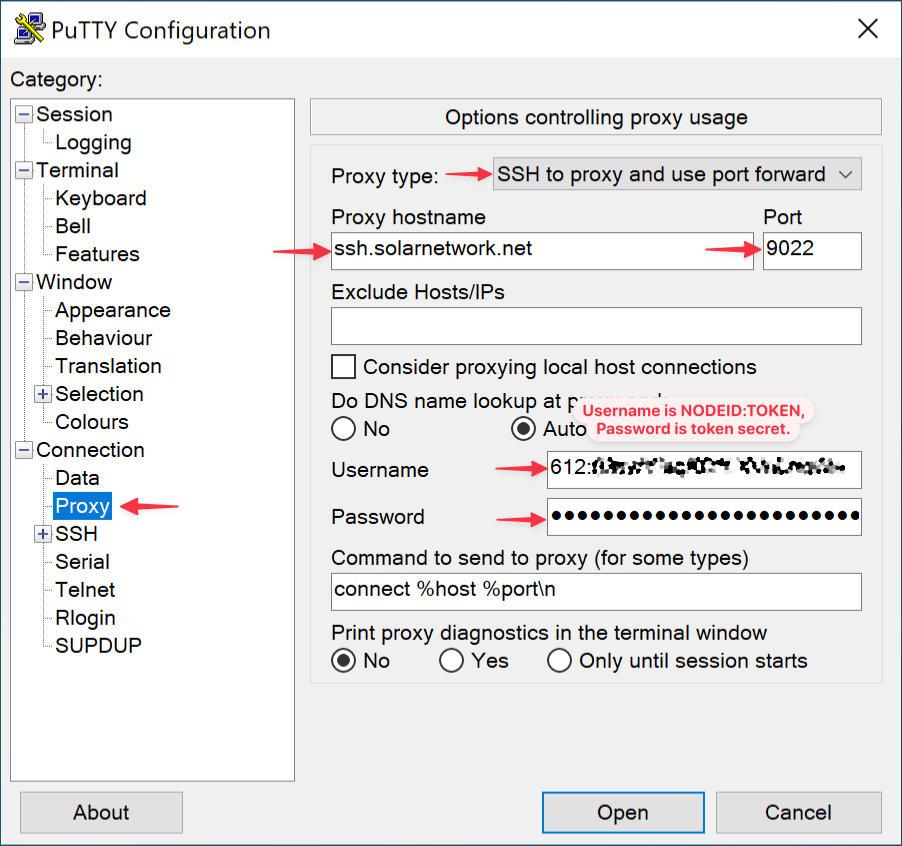 PuTTY Configuration
Category:
Session
Logging
Terminal
Keyboard
Bell
Features
Window
Appearance
Behaviour
Translation
Selection
Colours
Connection
Data
Proxy
SSH
Serial
Telnet
Rlogin
SUPDUP
Options controlling proxy usage
Proxy type: SSH to proxy and use port forward
Proxy hostname Port
ssh.solarnetwork.net 9022
Exclude Hosts/IPs
Consider proxying local host connections
Do DNS name lookup at
Username is NODEID:TOKEN,
Password is token secret.
No Auto
Username 612:
Password ●●●●●●●●●●●●●●●●●●●●●●●●
Command to send to proxy (for some types)
connect %host %port\n
Print proxy diagnostics in the terminal window
No Yes Only until session starts
About Open Cancel